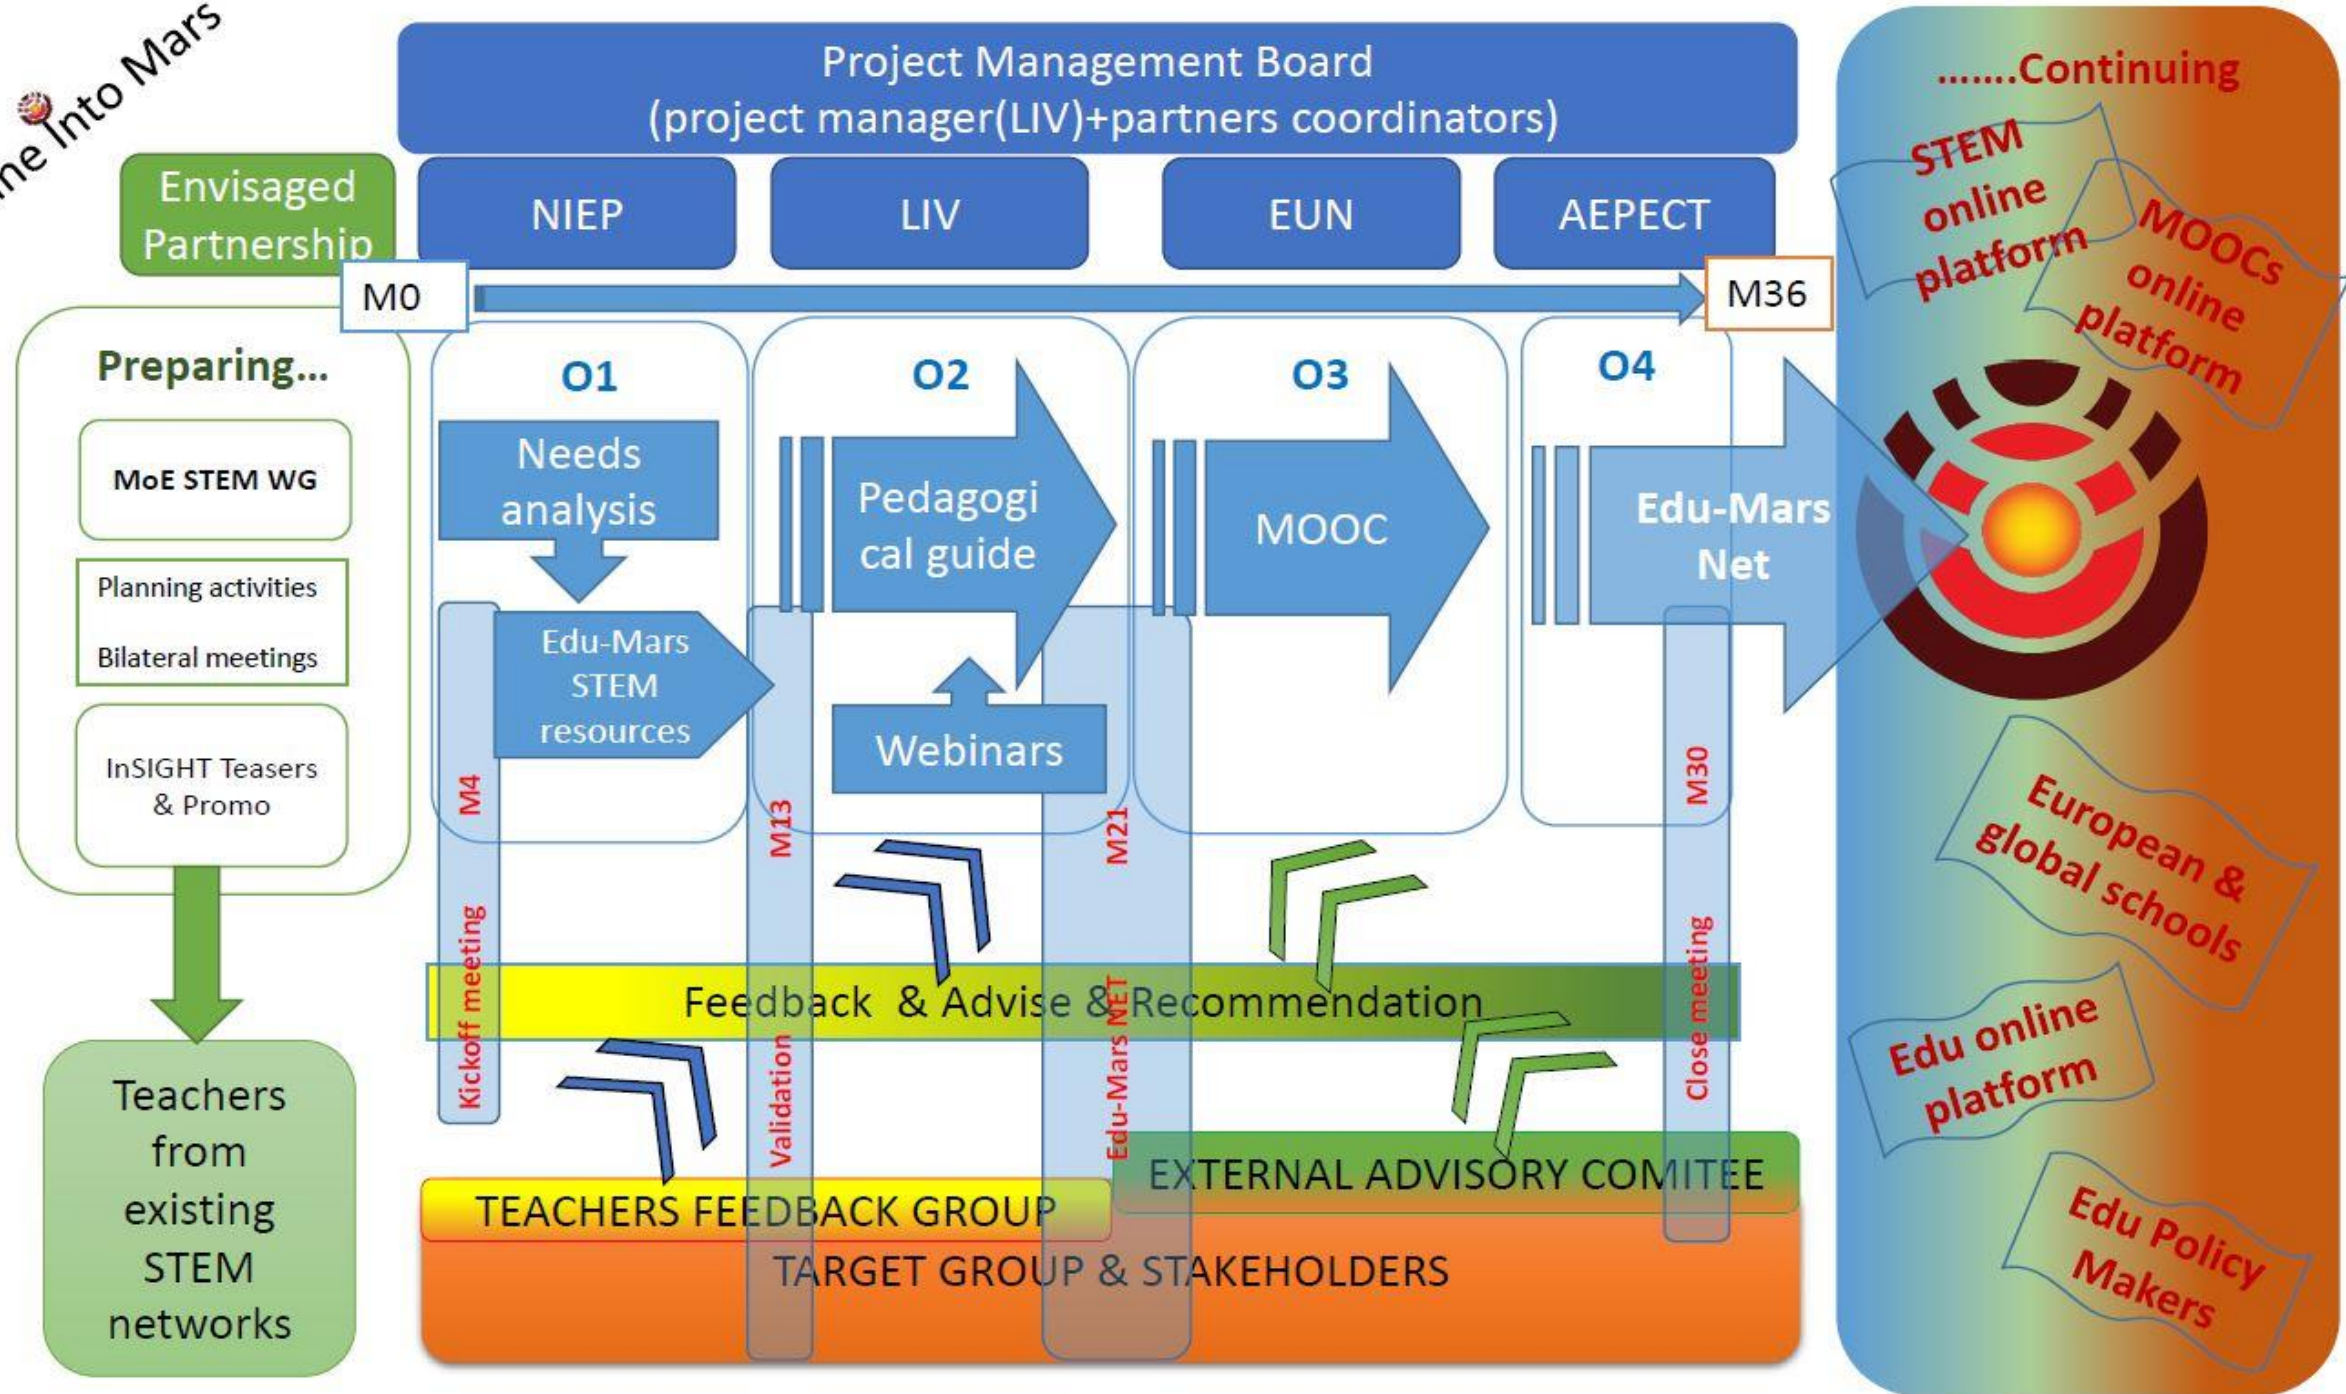 Into Mars
Project Management Board
(project manager(LIV)+partners coordinators)
Envisaged
Partnership
NIEP
LIV
EUN
AEPECT
M0
M36
Preparing...
MoE STEM WG
Planning activities
Bilateral meetings
InSIGHT Teasers
& Promo
Teachers
from
existing
STEM
networks
O1
Needs
analysis
Edu-Mars
STEM
resources
O2
Pedagogi
cal guide
Webinars
O3
MOOC
O4
Edu-Mars
Net
M4
Kickoff meeting
M13
Validation
M21
Edu-Mars NET
M30
Close meeting
Feedback & Advise & Recommendation
TEACHERS FEEDBACK GROUP
EXTERNAL ADVISORY COMITEE
TARGET GROUP & STAKEHOLDERS
.......Continuing
STEM
online
platform
MOOCs
online
platform
European &
global schools
Edu online
platform
Edu Policy
Makers